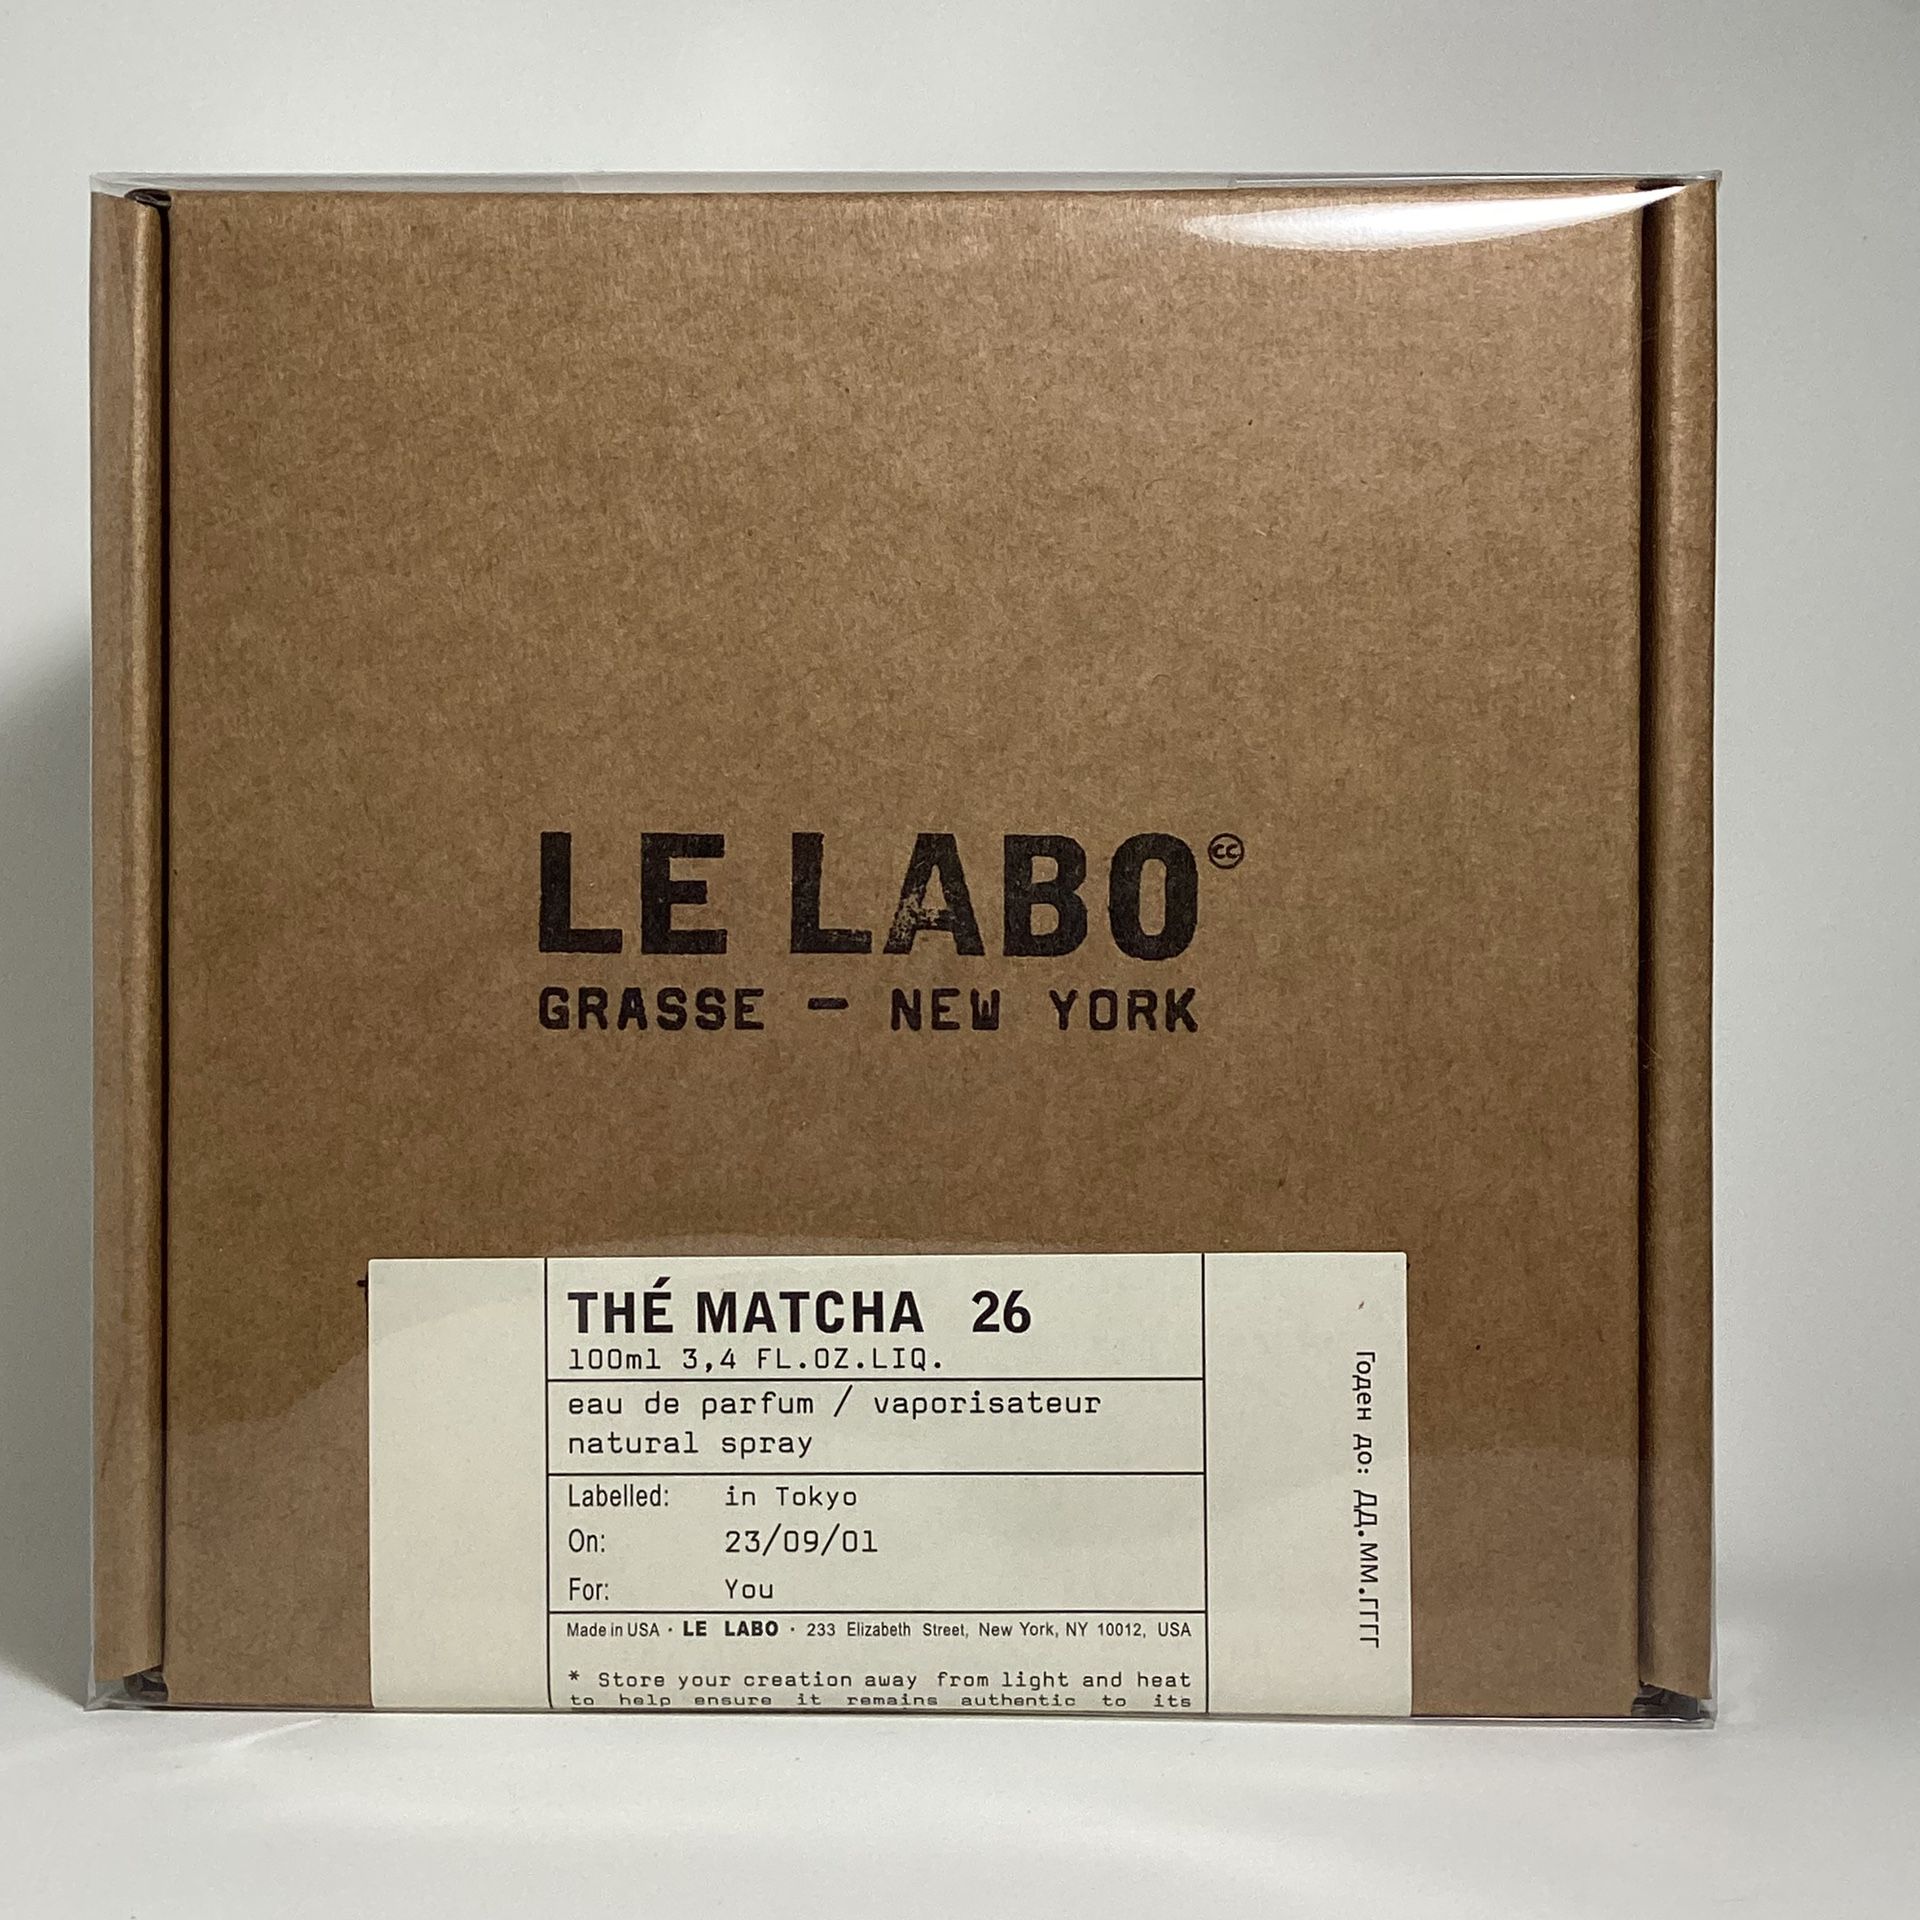 LE LABO
GRASSE — NEW YORK
THÉ MATCHA 26
100ml 3,4 FL.OZ.LIQ.
eau de parfum / vaporisateur
natural spray
Labelled: in Tokyo
On: 23/09/01
For: You
Made in USA · LE LABO · 233 Elizabeth Street, New York, NY 10012, USA
* Store your creation away from light and heat
to help ensure it remains authentic to its
Годен до: ДД.ММ.ГГГГ